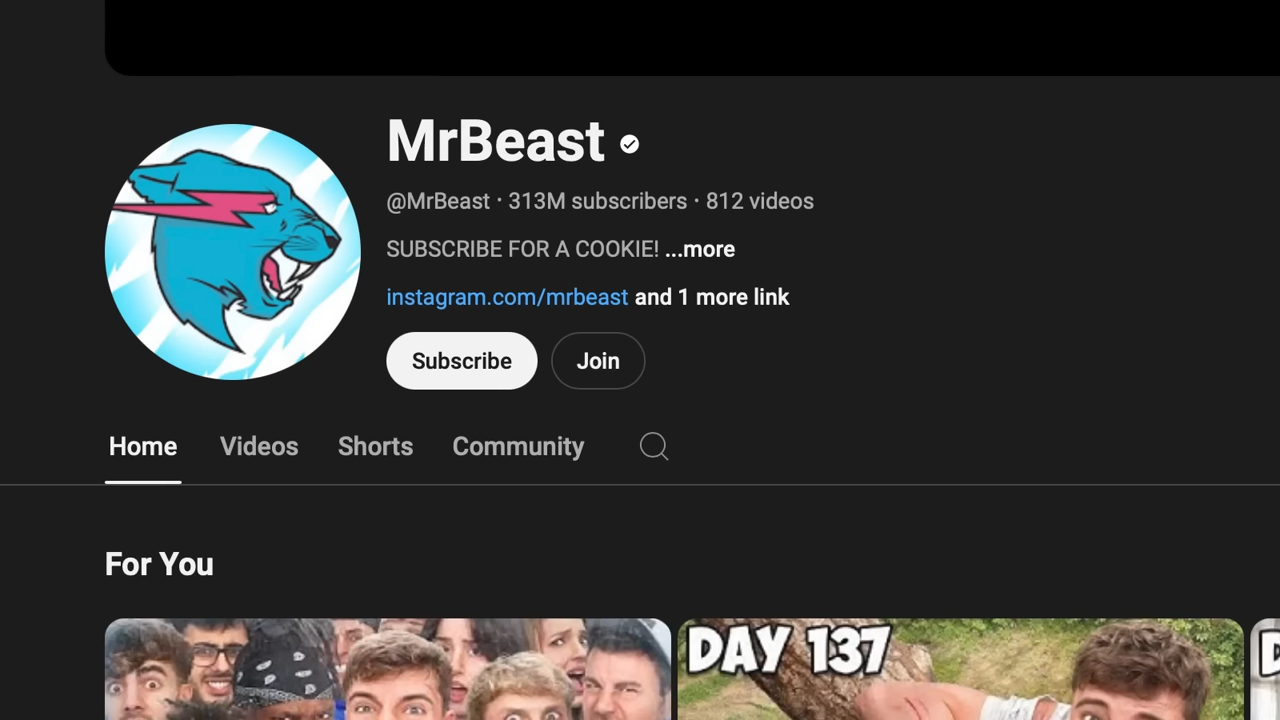 MrBeast
@MrBeast · 313M subscribers · 812 videos
SUBSCRIBE FOR A COOKIE! ...more
instagram.com/mrbeast and 1 more link
Subscribe Join
Home Videos Shorts Community
For You
DAY 137